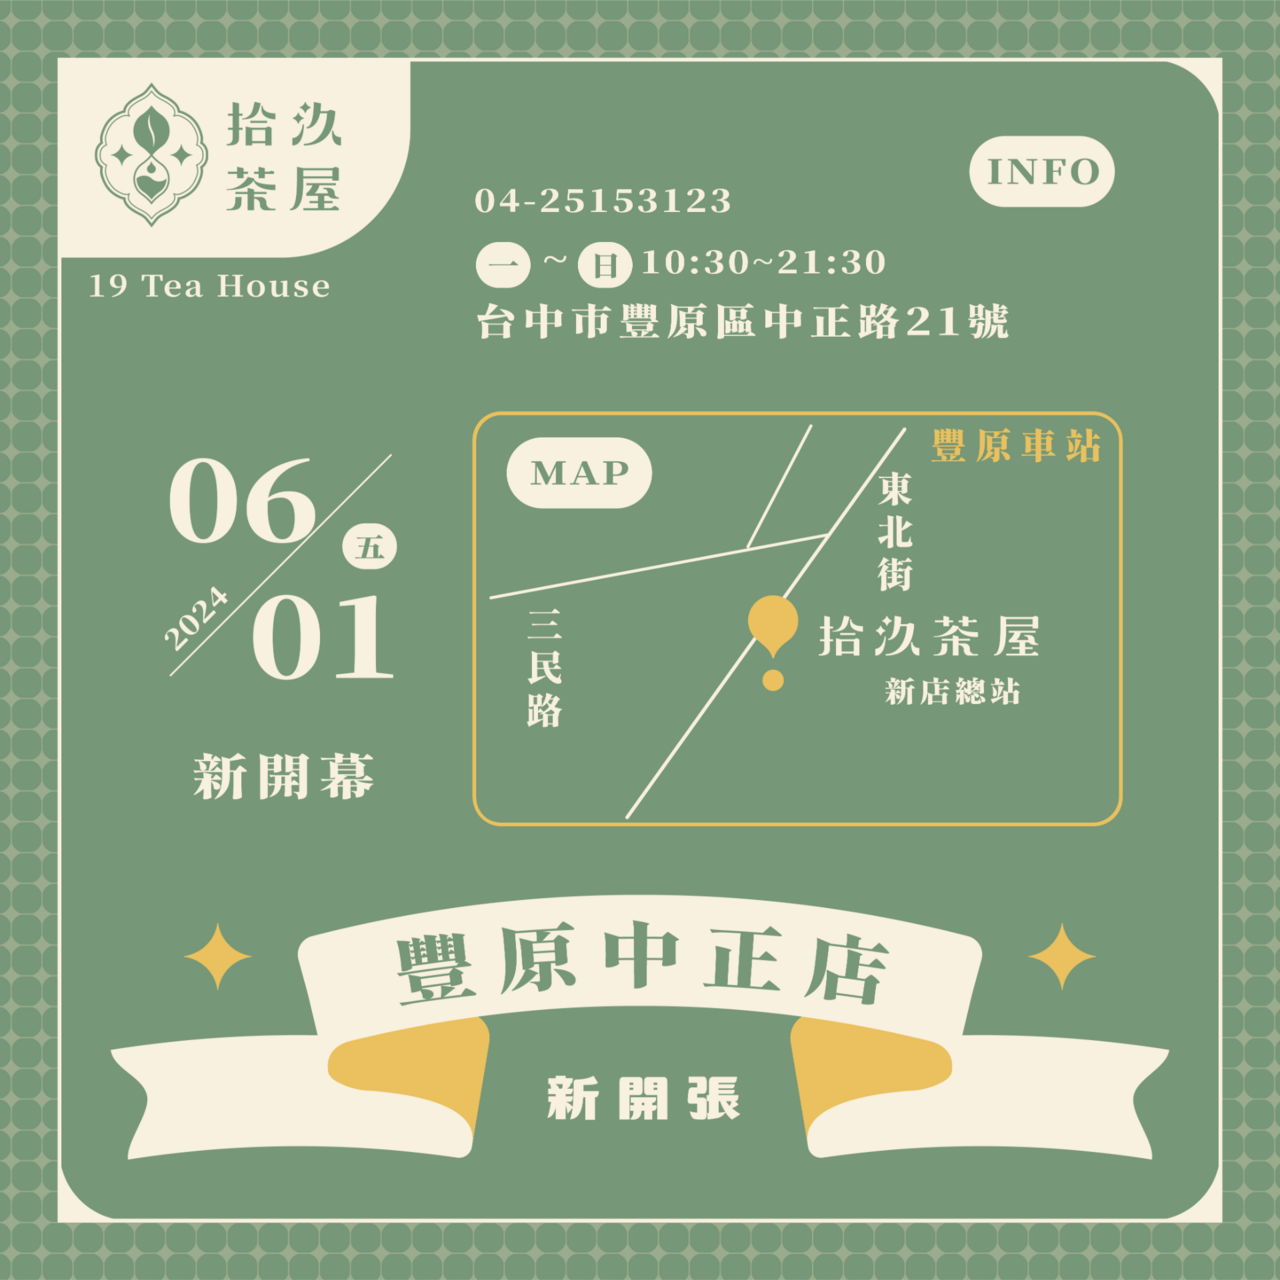 拾汣
茶屋
19 Tea House
INFO
04-25153123
一 ~ 日 10:30~21:30
台中市豐原區中正路21號
06
五
2024
01
新開幕
MAP
豐原車站
東北街
三民路
拾汣茶屋
新店總站
豐原中正店
新開張